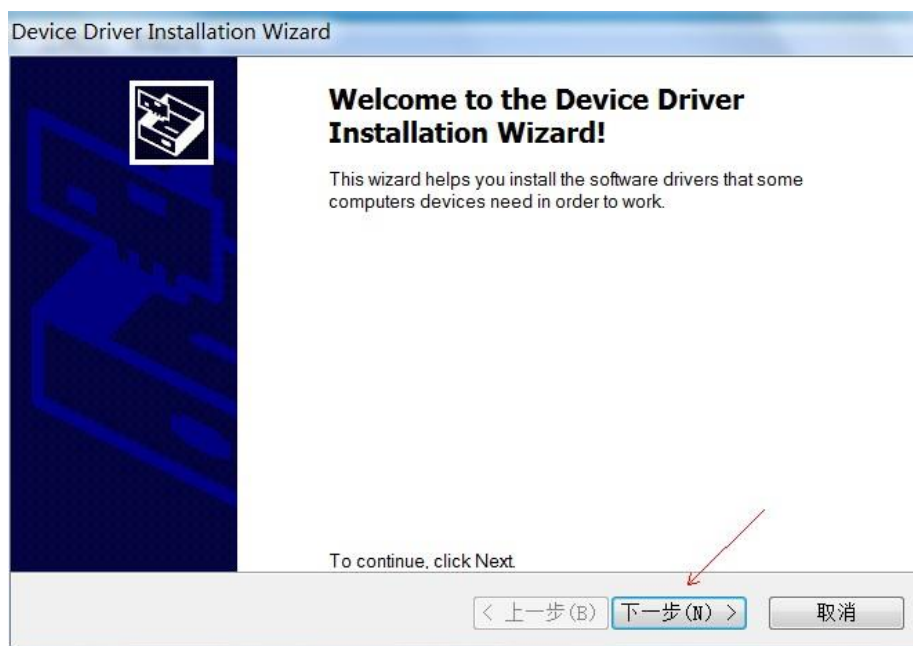 Device Driver Installation Wizard
Welcome to the Device Driver
Installation Wizard!
This wizard helps you install the software drivers that some
computers devices need in order to work.
To continue, click Next.
< 上一步(B) 下一步(N) > 取消